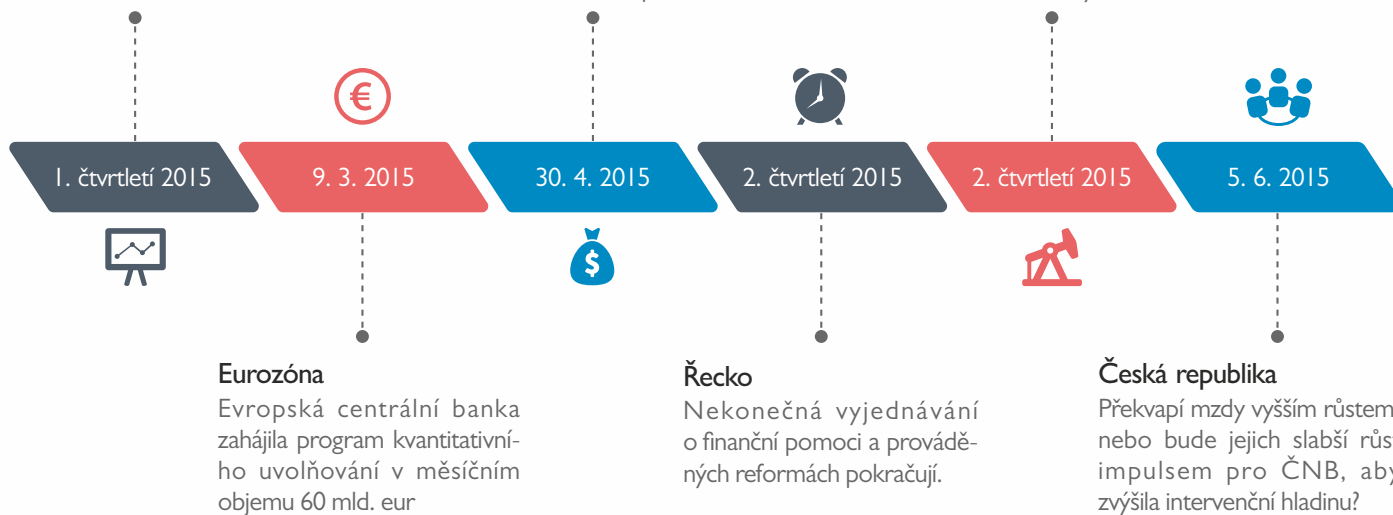 1. čtvrtletí 2015
9. 3. 2015
30. 4. 2015
2. čtvrtletí 2015
2. čtvrtletí 2015
5. 6. 2015
Eurozóna
Evropská centrální banka
zahájila program kvantitativní-
ho uvolňování v měsíčním
objemu 60 mld. eur
Řecko
Nekonečná vyjednávání
o finanční pomoci a provádě-
ných reformách pokračují.
Česká republika
Překvapí mzdy vyšším růstem
nebo bude jejich slabší růst
impulsem pro ČNB, aby
zvýšila intervenční hladinu?